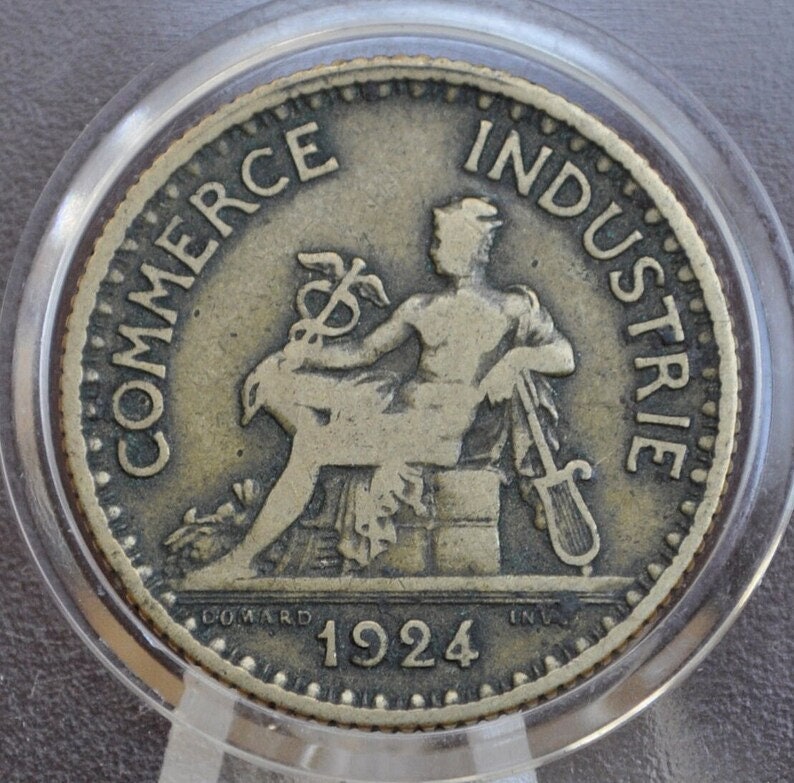 COMMERCE INDUSTRIE
DOMARD INV.
1924